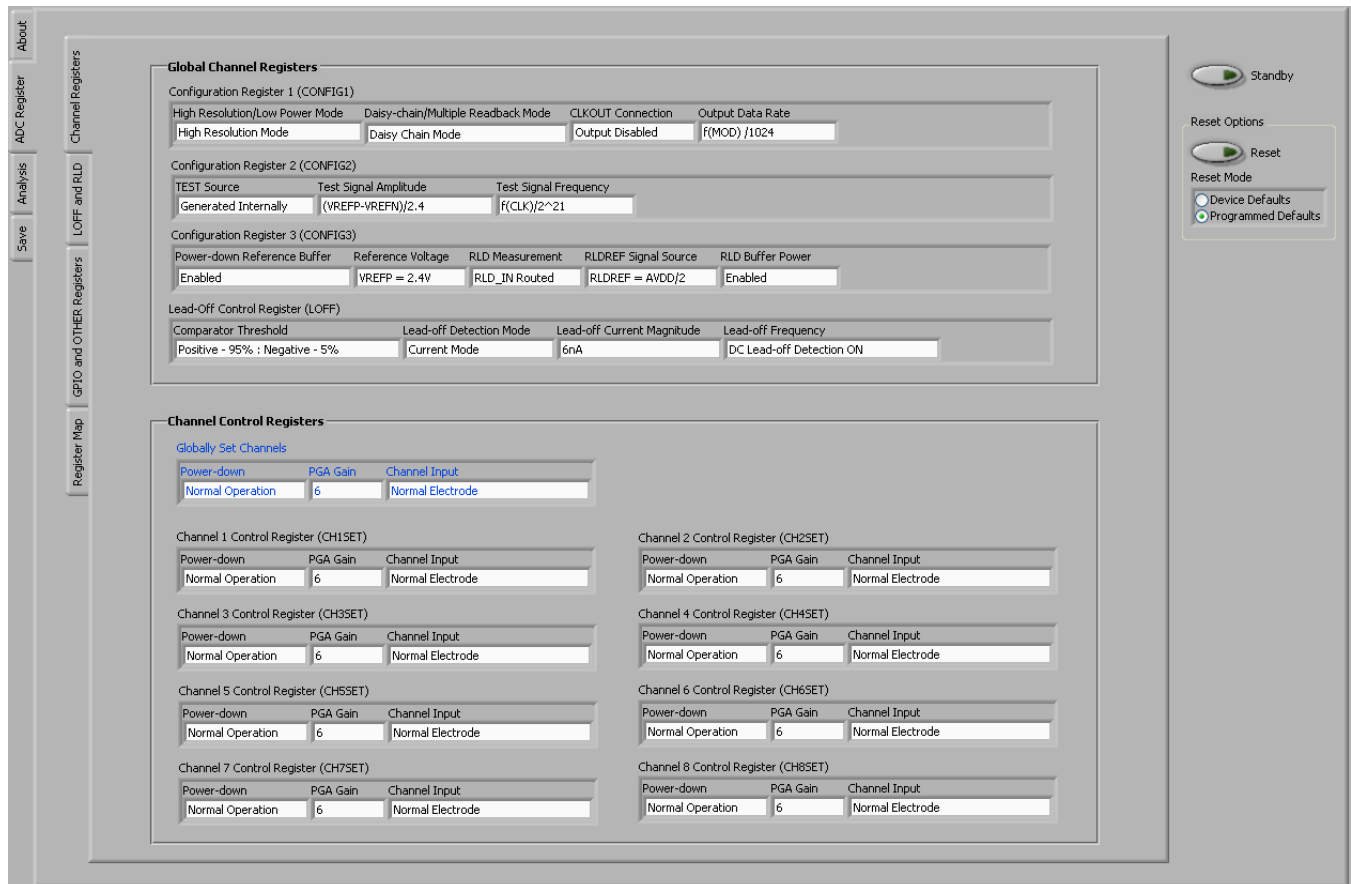 About
ADC Register
Analysis
Save
Channel Registers
LOFF and RLD
GPIO and OTHER Registers
Register Map
Global Channel Registers
Configuration Register 1 (CONFIG1)
High Resolution/Low Power Mode Daisy-chain/Multiple Readback Mode CLKOUT Connection Output Data Rate
High Resolution Mode Daisy Chain Mode Output Disabled f(MOD) /1024
Configuration Register 2 (CONFIG2)
TEST Source Test Signal Amplitude Test Signal Frequency
Generated Internally (VREFP-VREFN)/2.4 f(CLK)/2^21
Configuration Register 3 (CONFIG3)
Power-down Reference Buffer Reference Voltage RLD Measurement RLDREF Signal Source RLD Buffer Power
Enabled VREFP = 2.4V RLD_IN Routed RLDREF = AVDD/2 Enabled
Lead-Off Control Register (LOFF)
Comparator Threshold Lead-off Detection Mode Lead-off Current Magnitude Lead-off Frequency
Positive - 95% : Negative - 5% Current Mode 6nA DC Lead-off Detection ON
Channel Control Registers
Globally Set Channels
Power-down PGA Gain Channel Input
Normal Operation 6 Normal Electrode
Channel 1 Control Register (CH1SET)
Power-down PGA Gain Channel Input
Normal Operation 6 Normal Electrode
Channel 2 Control Register (CH2SET)
Power-down PGA Gain Channel Input
Normal Operation 6 Normal Electrode
Channel 3 Control Register (CH3SET)
Power-down PGA Gain Channel Input
Normal Operation 6 Normal Electrode
Channel 4 Control Register (CH4SET)
Power-down PGA Gain Channel Input
Normal Operation 6 Normal Electrode
Channel 5 Control Register (CH5SET)
Power-down PGA Gain Channel Input
Normal Operation 6 Normal Electrode
Channel 6 Control Register (CH6SET)
Power-down PGA Gain Channel Input
Normal Operation 6 Normal Electrode
Channel 7 Control Register (CH7SET)
Power-down PGA Gain Channel Input
Normal Operation 6 Normal Electrode
Channel 8 Control Register (CH8SET)
Power-down PGA Gain Channel Input
Normal Operation 6 Normal Electrode
Standby
Reset Options
Reset
Reset Mode
Device Defaults
Programmed Defaults